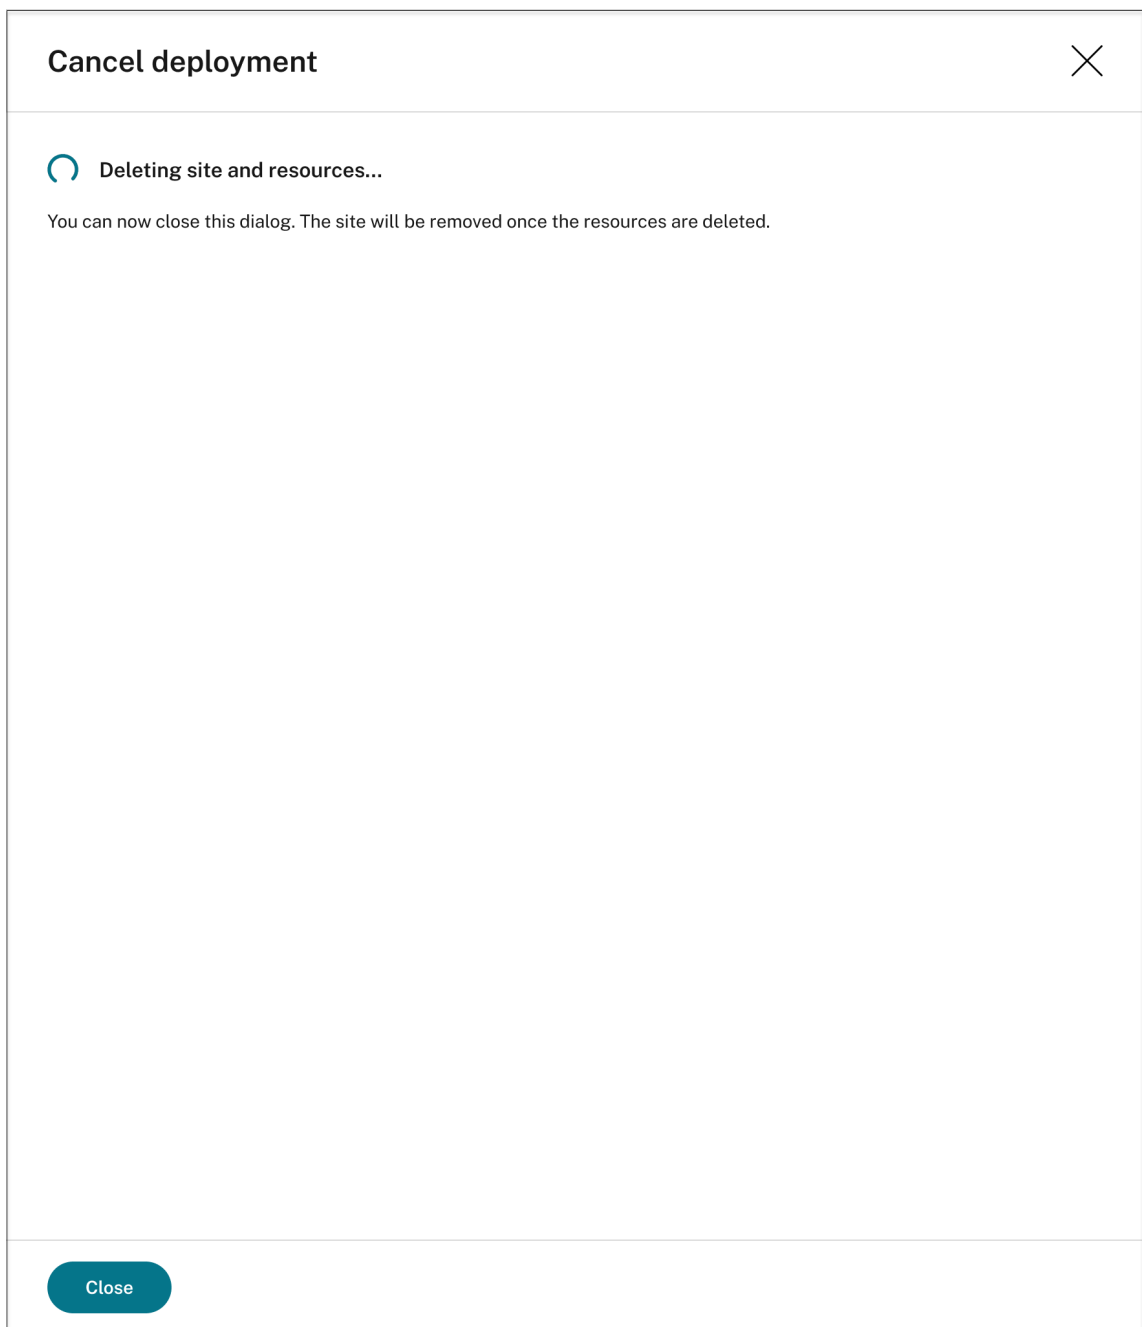 Cancel deployment
Deleting site and resources...
You can now close this dialog. The site will be removed once the resources are deleted.
Close